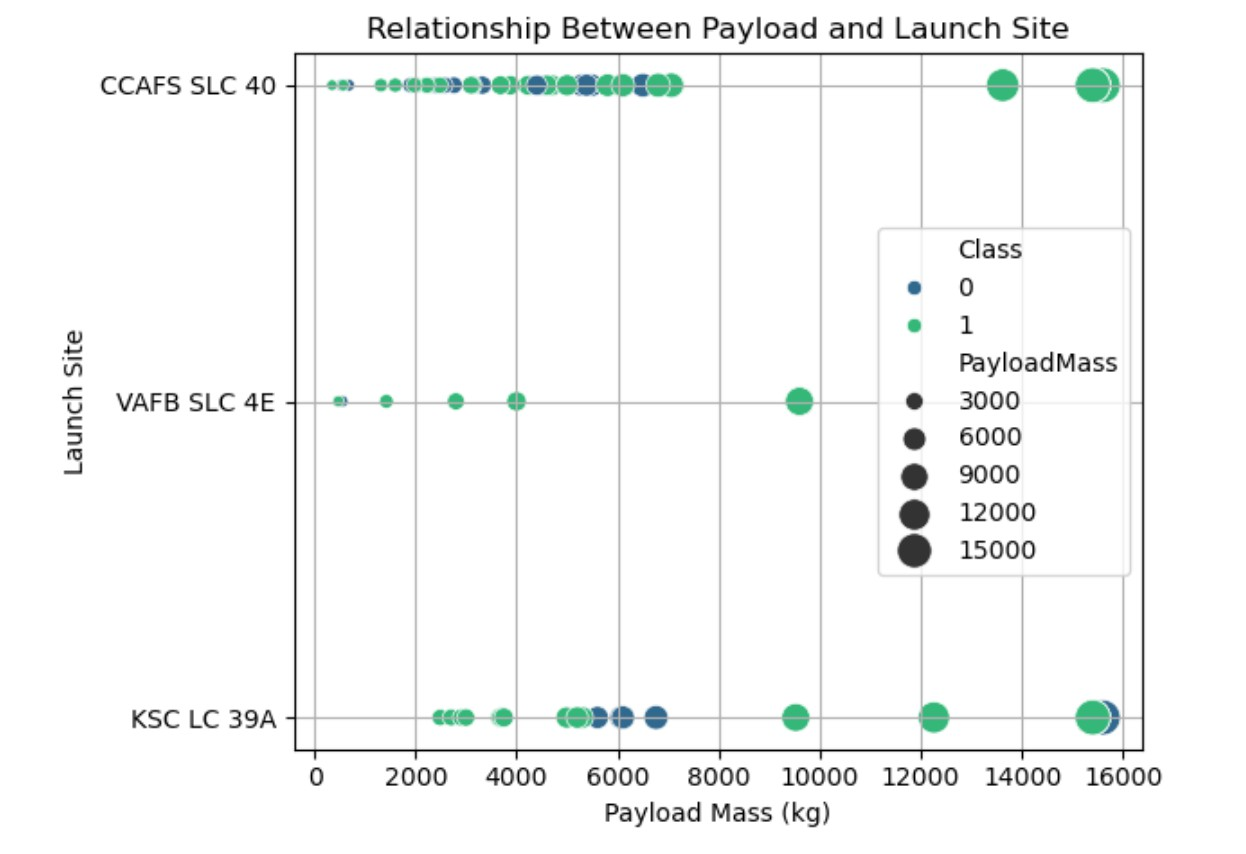 Relationship Between Payload and Launch Site
CCAFS SLC 40
VAFB SLC 4E
KSC LC 39A
Launch Site
Class
0
1
PayloadMass
3000
6000
9000
12000
15000
0 2000 4000 6000 8000 10000 12000 14000 16000
Payload Mass (kg)